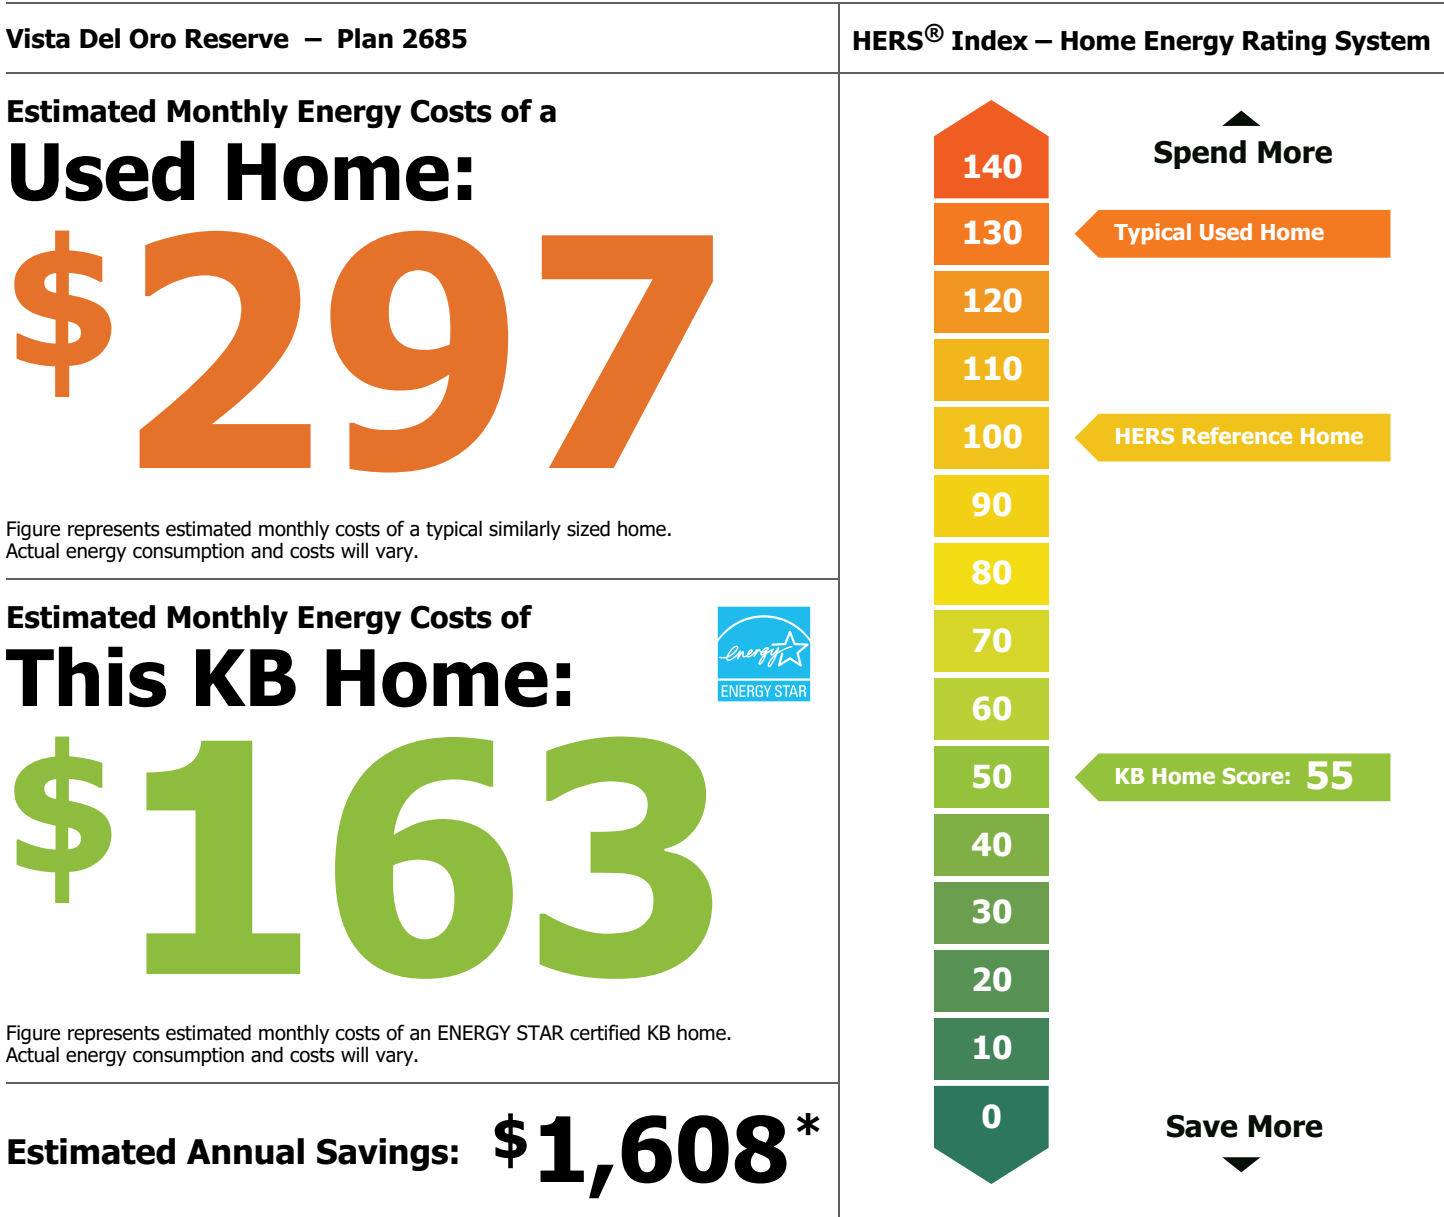 Vista Del Oro Reserve – Plan 2685
Estimated Monthly Energy Costs of a
Used Home:
$297
Figure represents estimated monthly costs of a typical similarly sized home.
Actual energy consumption and costs will vary.
Estimated Monthly Energy Costs of
This KB Home:
energy
ENERGY STAR
$163
Figure represents estimated monthly costs of an ENERGY STAR certified KB home.
Actual energy consumption and costs will vary.
Estimated Annual Savings: $1,608*
HERS® Index – Home Energy Rating System
Spend More
140
130 Typical Used Home
120
110
100 HERS Reference Home
90
80
70
60
50 KB Home Score: 55
40
30
20
10
0
Save More